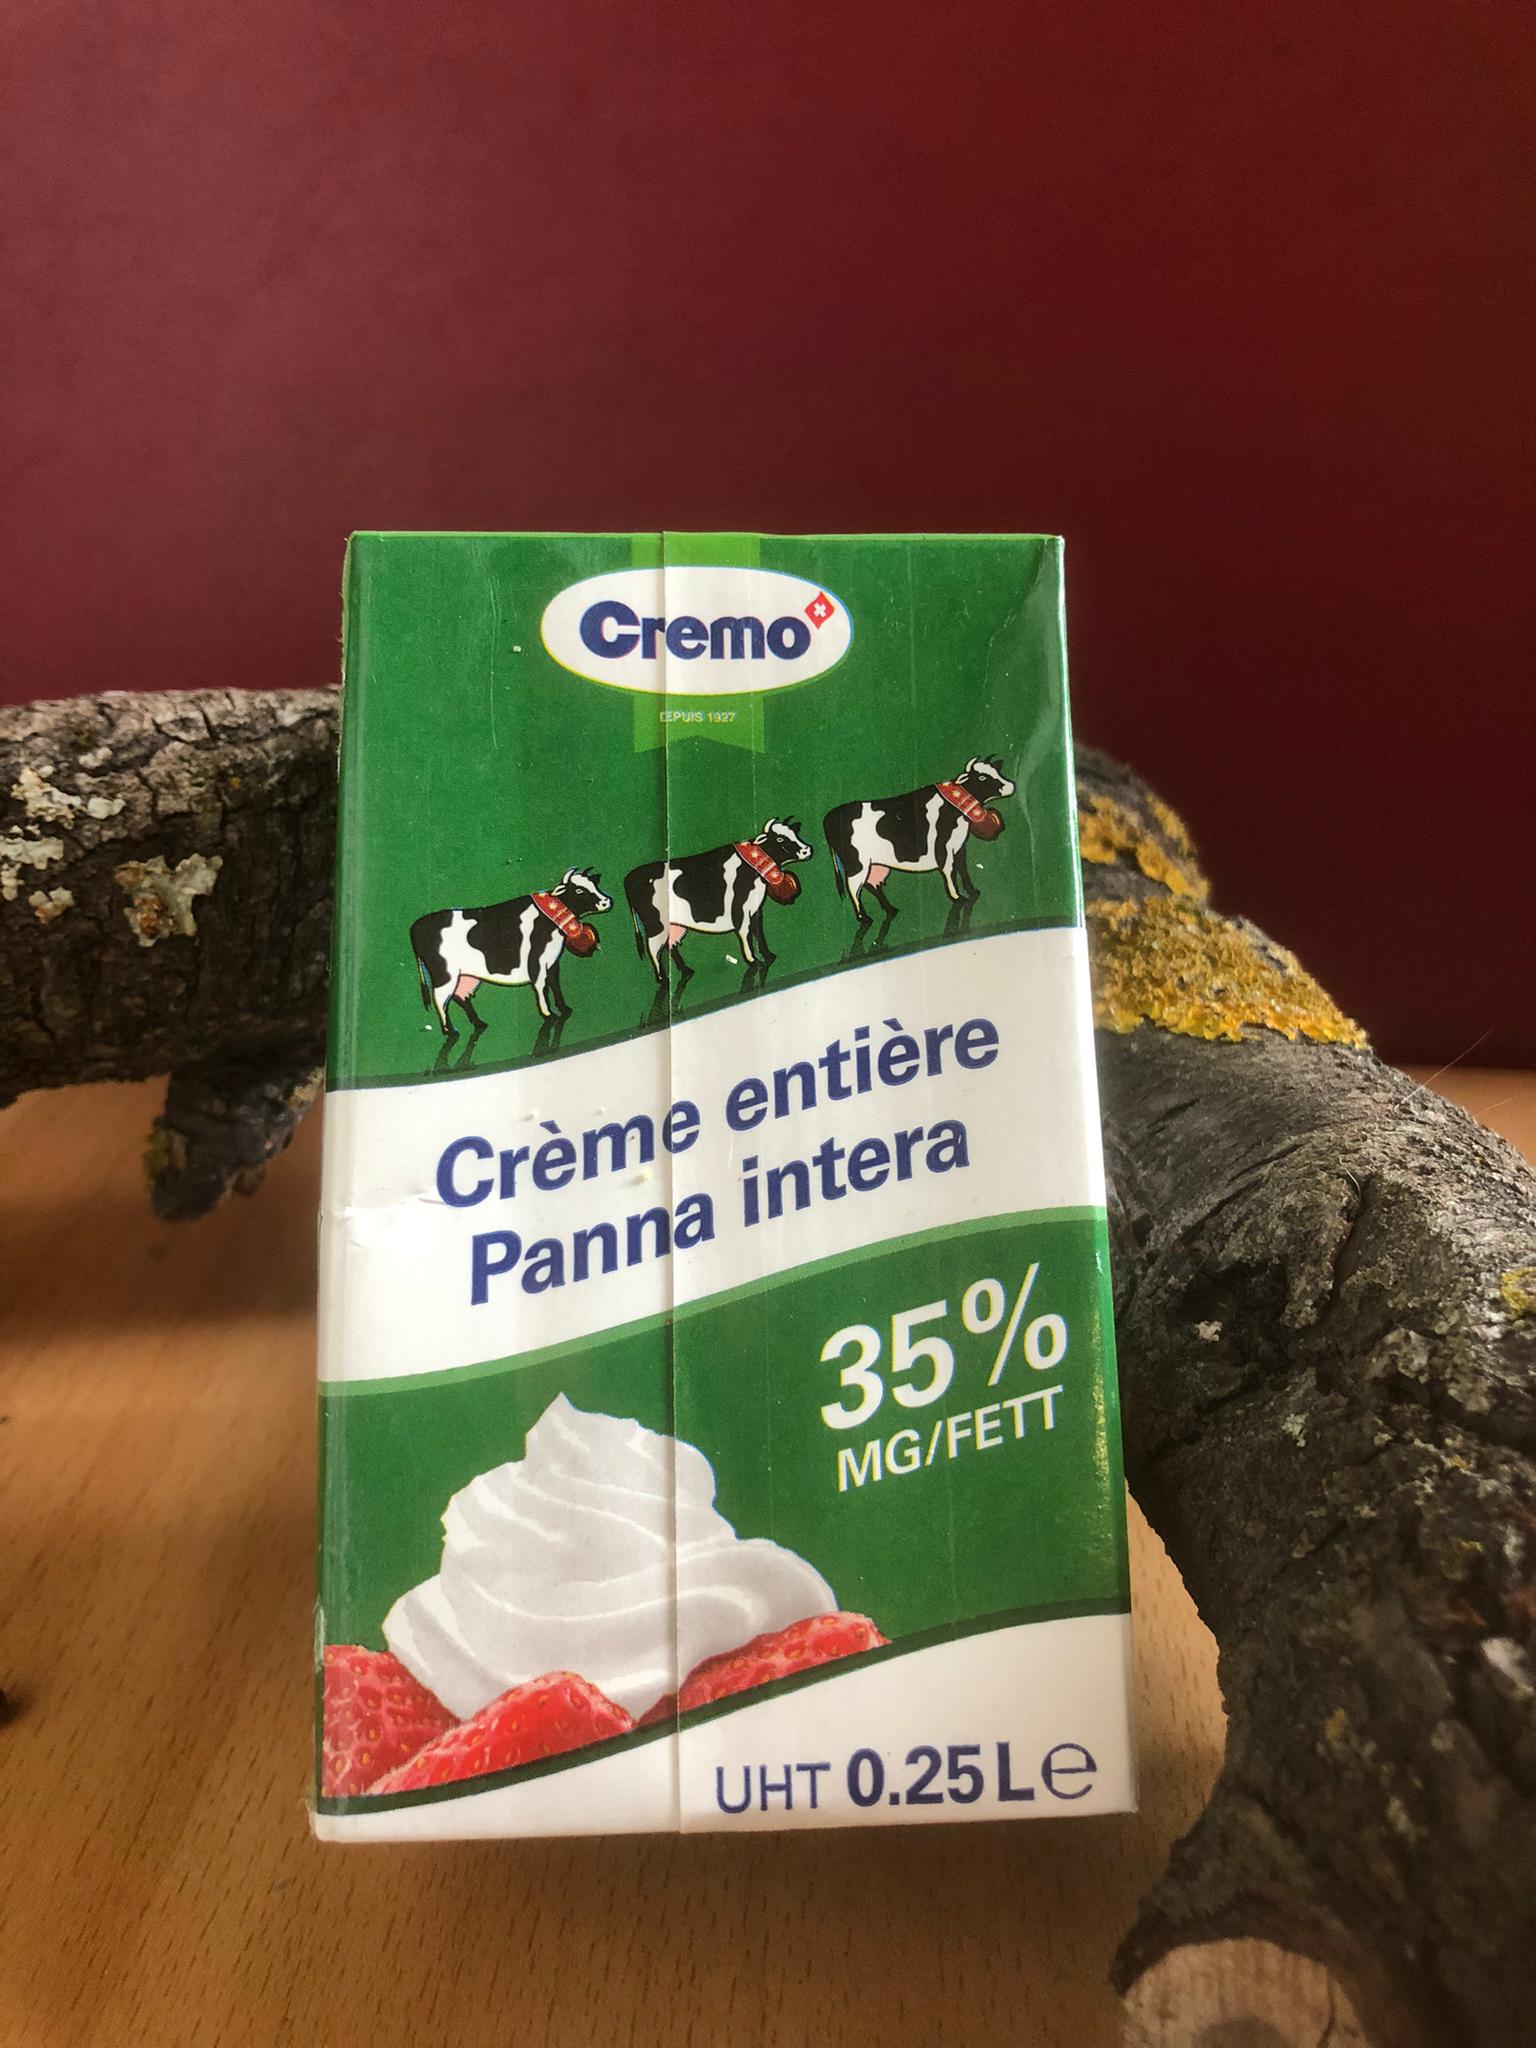 Cremo
DEPUIS 1927
Crème entière
Panna intera
35%
MG/FETT
UHT 0.25 L e